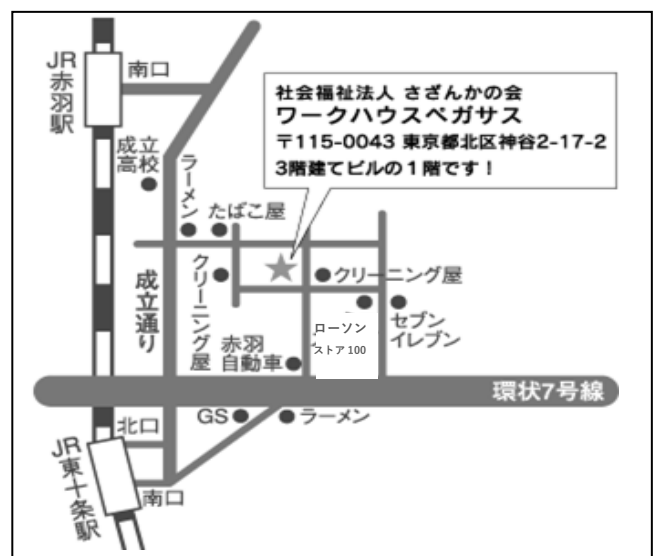 JR赤羽駅
南口
社会福祉法人 さざんかの会
ワークハウスペガサス
〒115-0043 東京都北区神谷2-17-2
3階建てビルの1階です!
成立
高校
ラーメン
たばこ屋
成立通り
クリーニング屋
クリーニング屋
ローソン
ストア100
セブン
イレブン
赤羽
自動車
環状7号線
北口
GS
ラーメン
JR東十条駅
南口